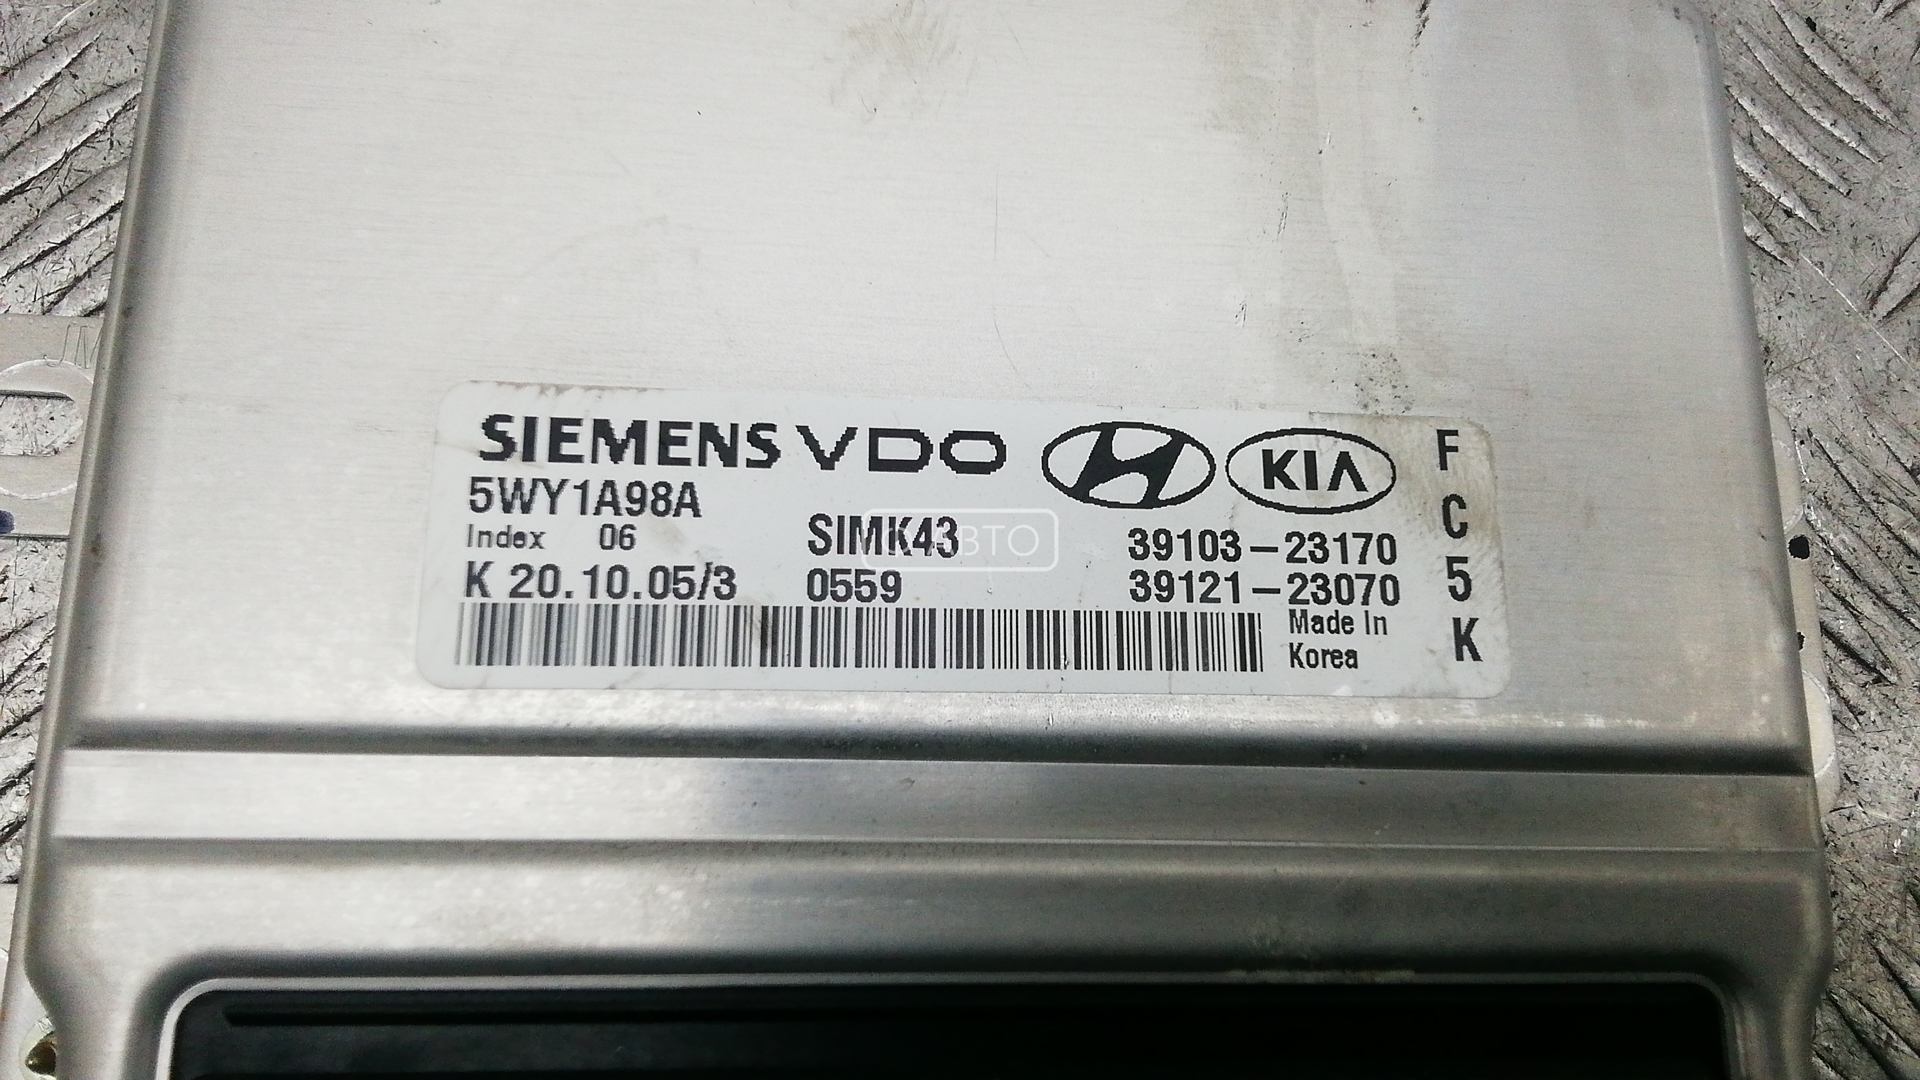 SIEMENS VDO KIA
5WY1A98A
Index 06 SIMK43 39103-23170
K 20.10.05/3 0559 39121-23070
Made In
Korea
F
C
5
K
АВТО